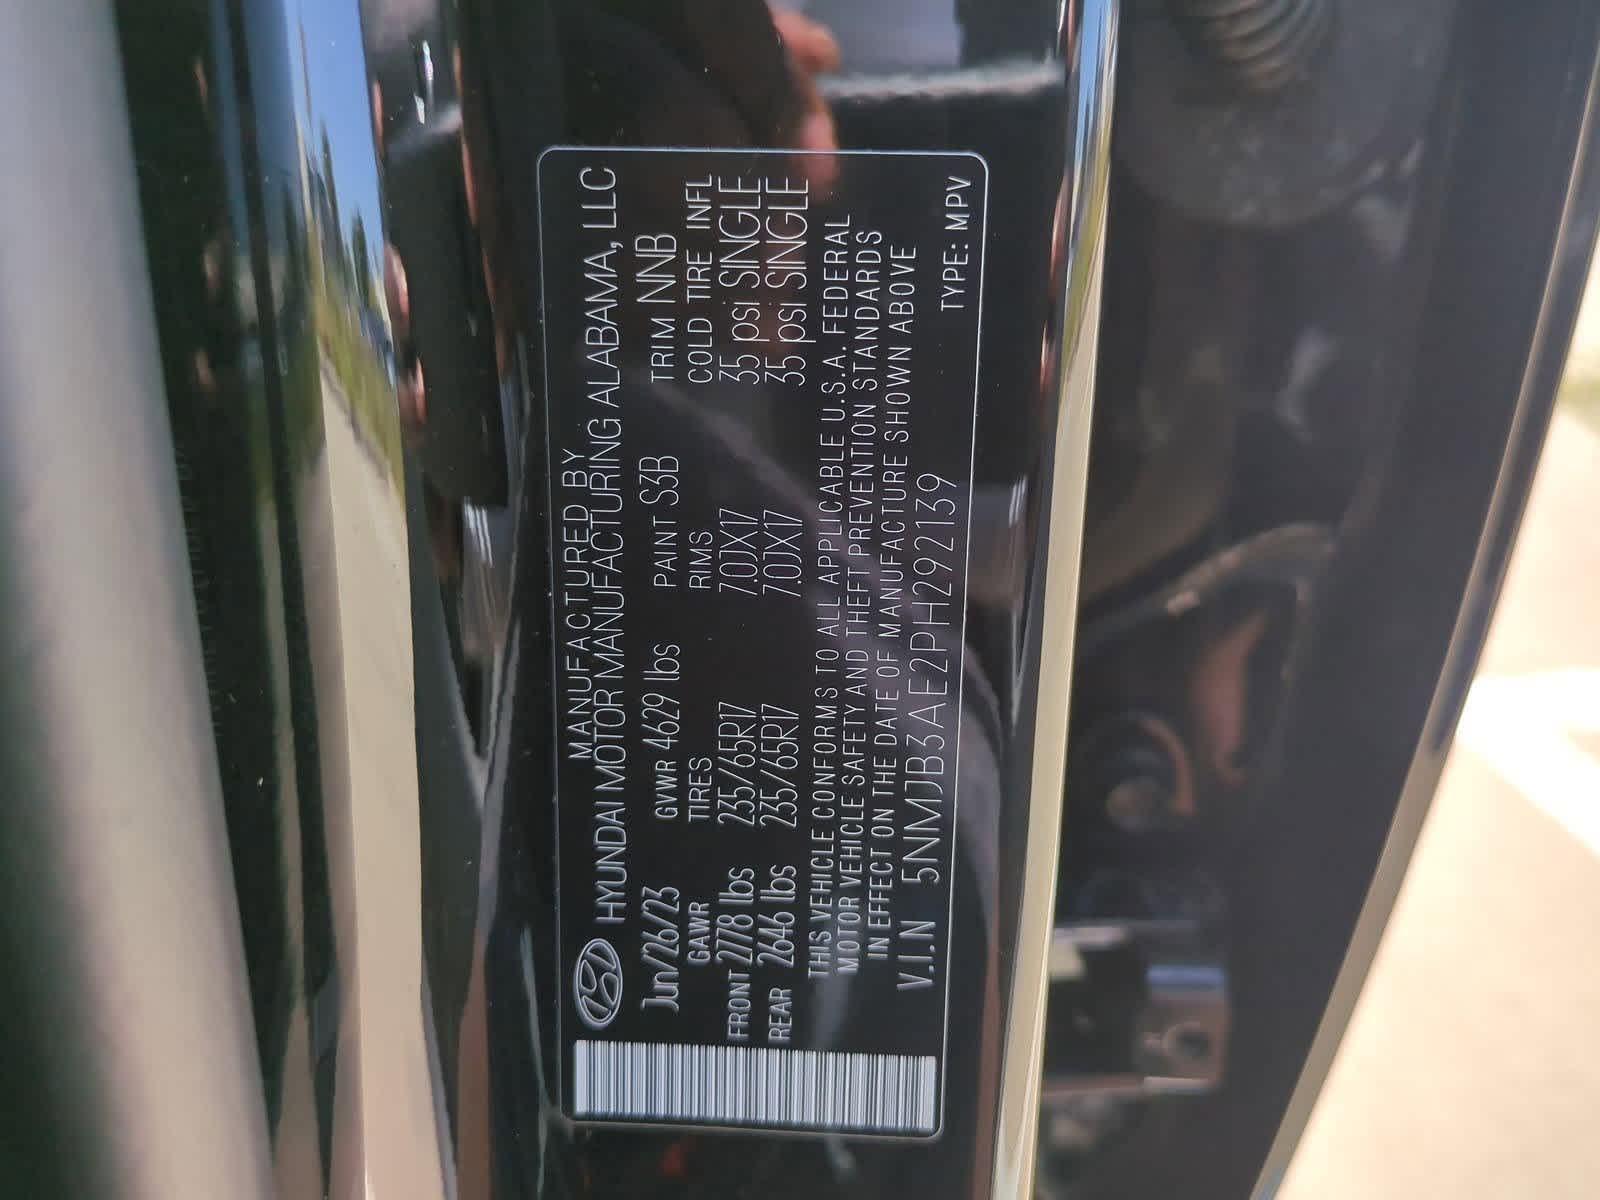 MANUFACTURED BY
HYUNDAI MOTOR MANUFACTURING ALABAMA, LLC
Jun/26/23 GVWR 4629 lbs PAINT S3B TRIM NNB
GAWR TIRES RIMS COLD TIRE INFL
FRONT 2778 lbs 235/65R17 7.0JX17 35 psi SINGLE
REAR 2646 lbs 235/65R17 7.0JX17 35 psi SINGLE
THIS VEHICLE CONFORMS TO ALL APPLICABLE U.S.A. FEDERAL
MOTOR VEHICLE SAFETY AND THEFT PREVENTION STANDARDS
IN EFFECT ON THE DATE OF MANUFACTURE SHOWN ABOVE
V.I.N 5NMJB3AE2PH292139 TYPE: MPV